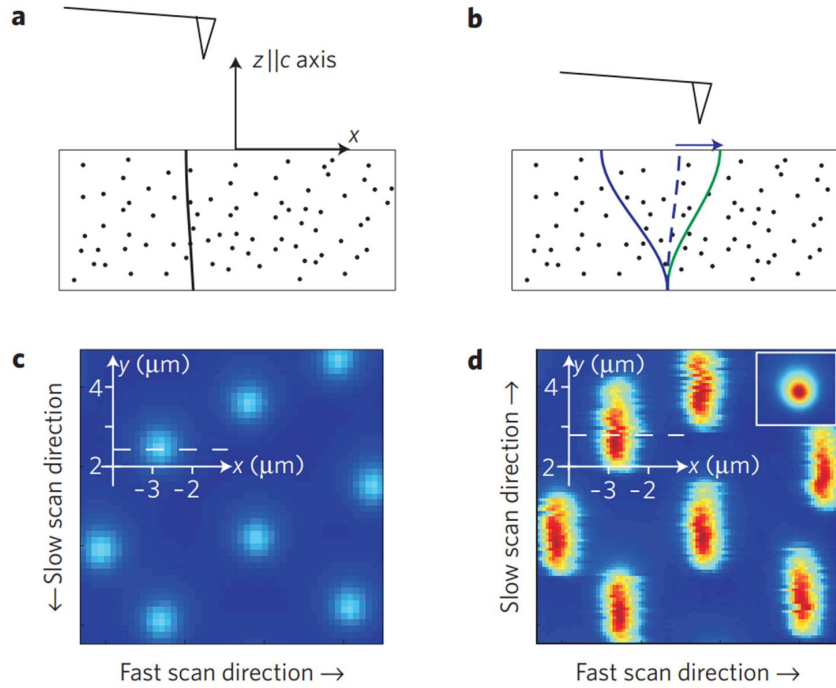 a
z||c axis
x
b
c
y (μm)
4
2
x (μm)
-3 -2
← Slow scan direction
Fast scan direction →
d
y (μm)
4
2
x (μm)
-3 -2
Slow scan direction →
Fast scan direction →